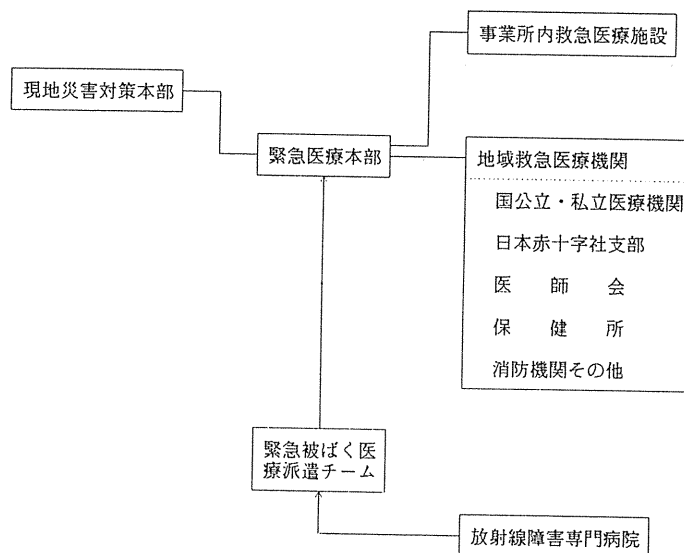 事業所内救急医療施設
現地災害対策本部
緊急医療本部
地域救急医療機関
国公立・私立医療機関
日本赤十字社支部
医師会
保健所
消防機関その他
緊急被ばく医
療派遣チーム
放射線障害専門病院